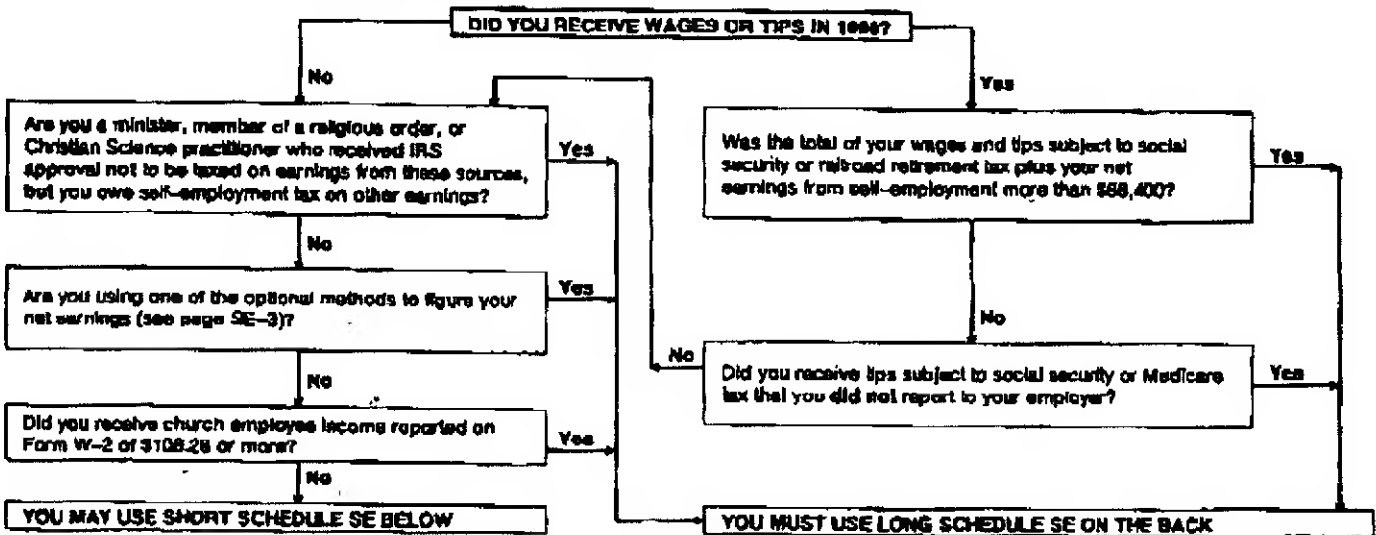 DID YOU RECEIVE WAGES OR TIPS IN
No
Yes
Are you a minister, member of a religious order, or
Christian Science practitioner who received IRS
approval not to be taxed on earnings from these sources,
but you owe self-employment tax on other earnings?
Yes
Was the total of your wages and tips subject to social
security or railroad retirement tax plus your net
earnings from self-employment more than
Yes
No
Are you using one of the optional methods to figure your
net earnings (see page SE-3)?
Yes
No
No
Did you receive tips subject to social security or Medicare
tax that you did not report to your employer?
Yes
No
Did you receive church employee income reported on
Form W-2 of $108.28 or more?
Yes
No
YOU MAY USE SHORT SCHEDULE SE BELOW
YOU MUST USE LONG SCHEDULE SE ON THE BACK